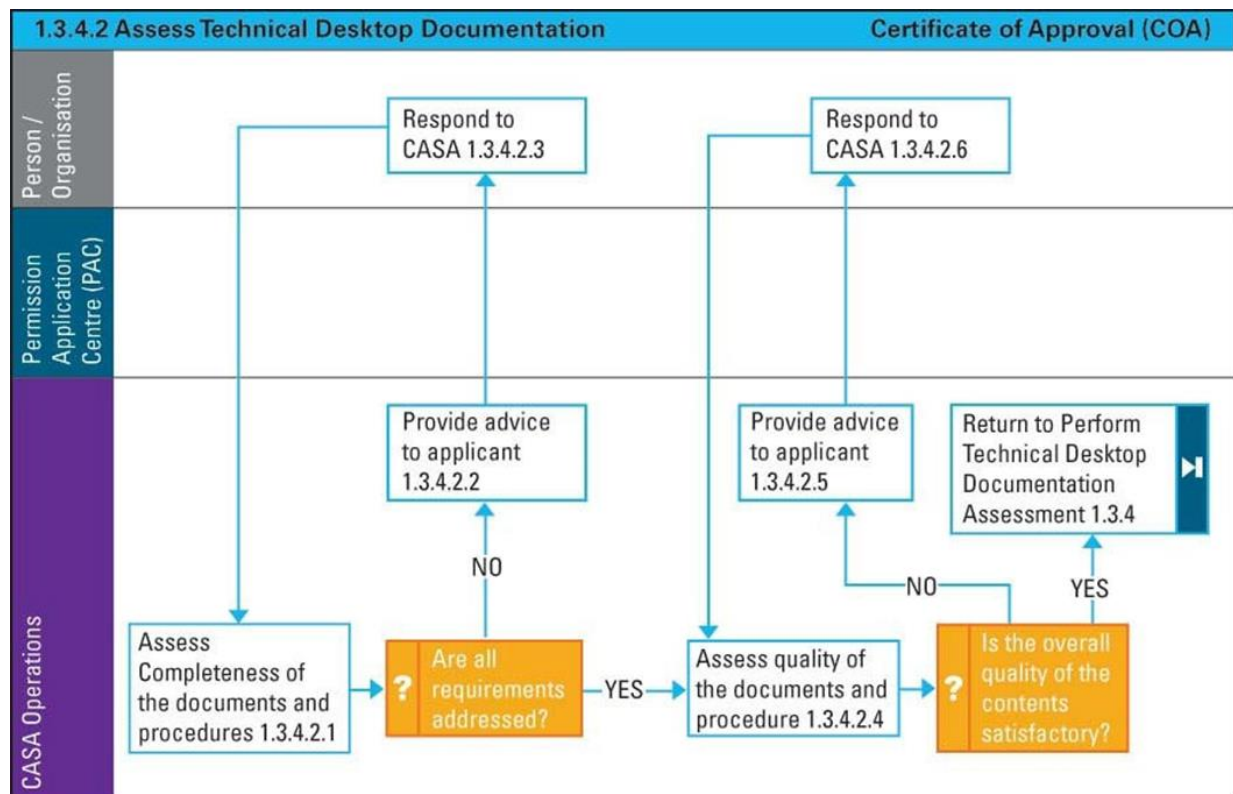 1.3.4.2 Assess Technical Desktop Documentation
Certificate of Approval (COA)
Person /
Organisation
Respond to
CASA 1.3.4.2.3
Respond to
CASA 1.3.4.2.6
Permission
Application
Centre (PAC)
CASA Operations
Provide advice
to applicant
1.3.4.2.2
Provide advice
to applicant
1.3.4.2.5
Return to Perform
Technical Desktop
Documentation
Assessment 1.3.4
NO
NO
YES
Assess
Completeness of
the documents and
procedures 1.3.4.2.1
?
Are all
requirements
addressed?
YES
Assess quality of
the documents and
procedure 1.3.4.2.4
?
Is the overall
quality of the
contents
satisfactory?